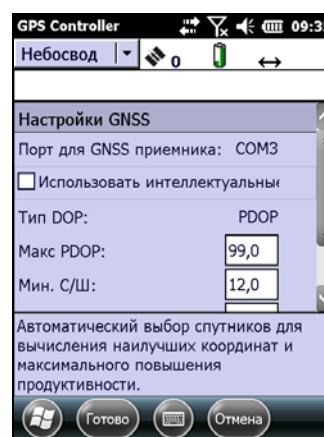 GPS Controller 09:3
Небосвод 0
Настройки GNSS
Порт для GNSS приемника: COM3
Использовать интеллектуальны
Тип DOP: PDOP
Макс PDOP: 99,0
Мин. С/Ш: 12,0
Автоматический выбор спутников для
вычисления наилучших координат и
максимального повышения
продуктивности.
Готово Отмена